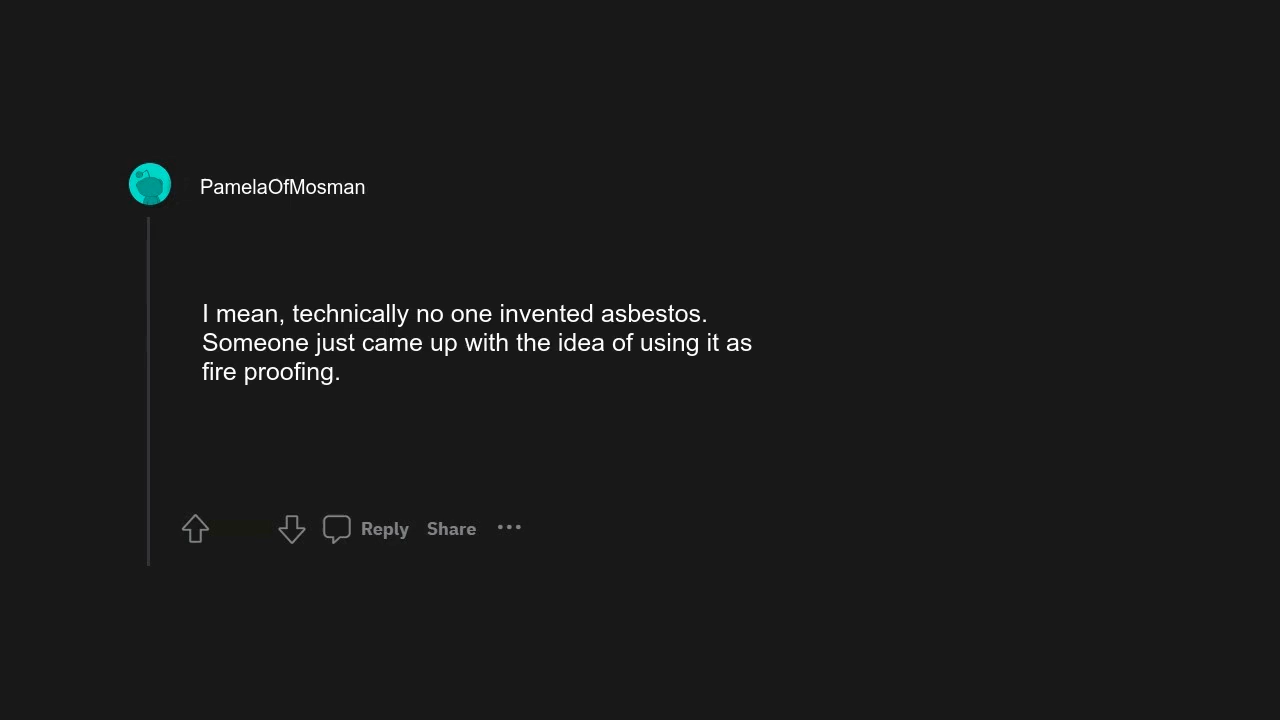 PamelaOfMosman
I mean, technically no one invented asbestos.
Someone just came up with the idea of using it as
fire proofing.
Reply Share